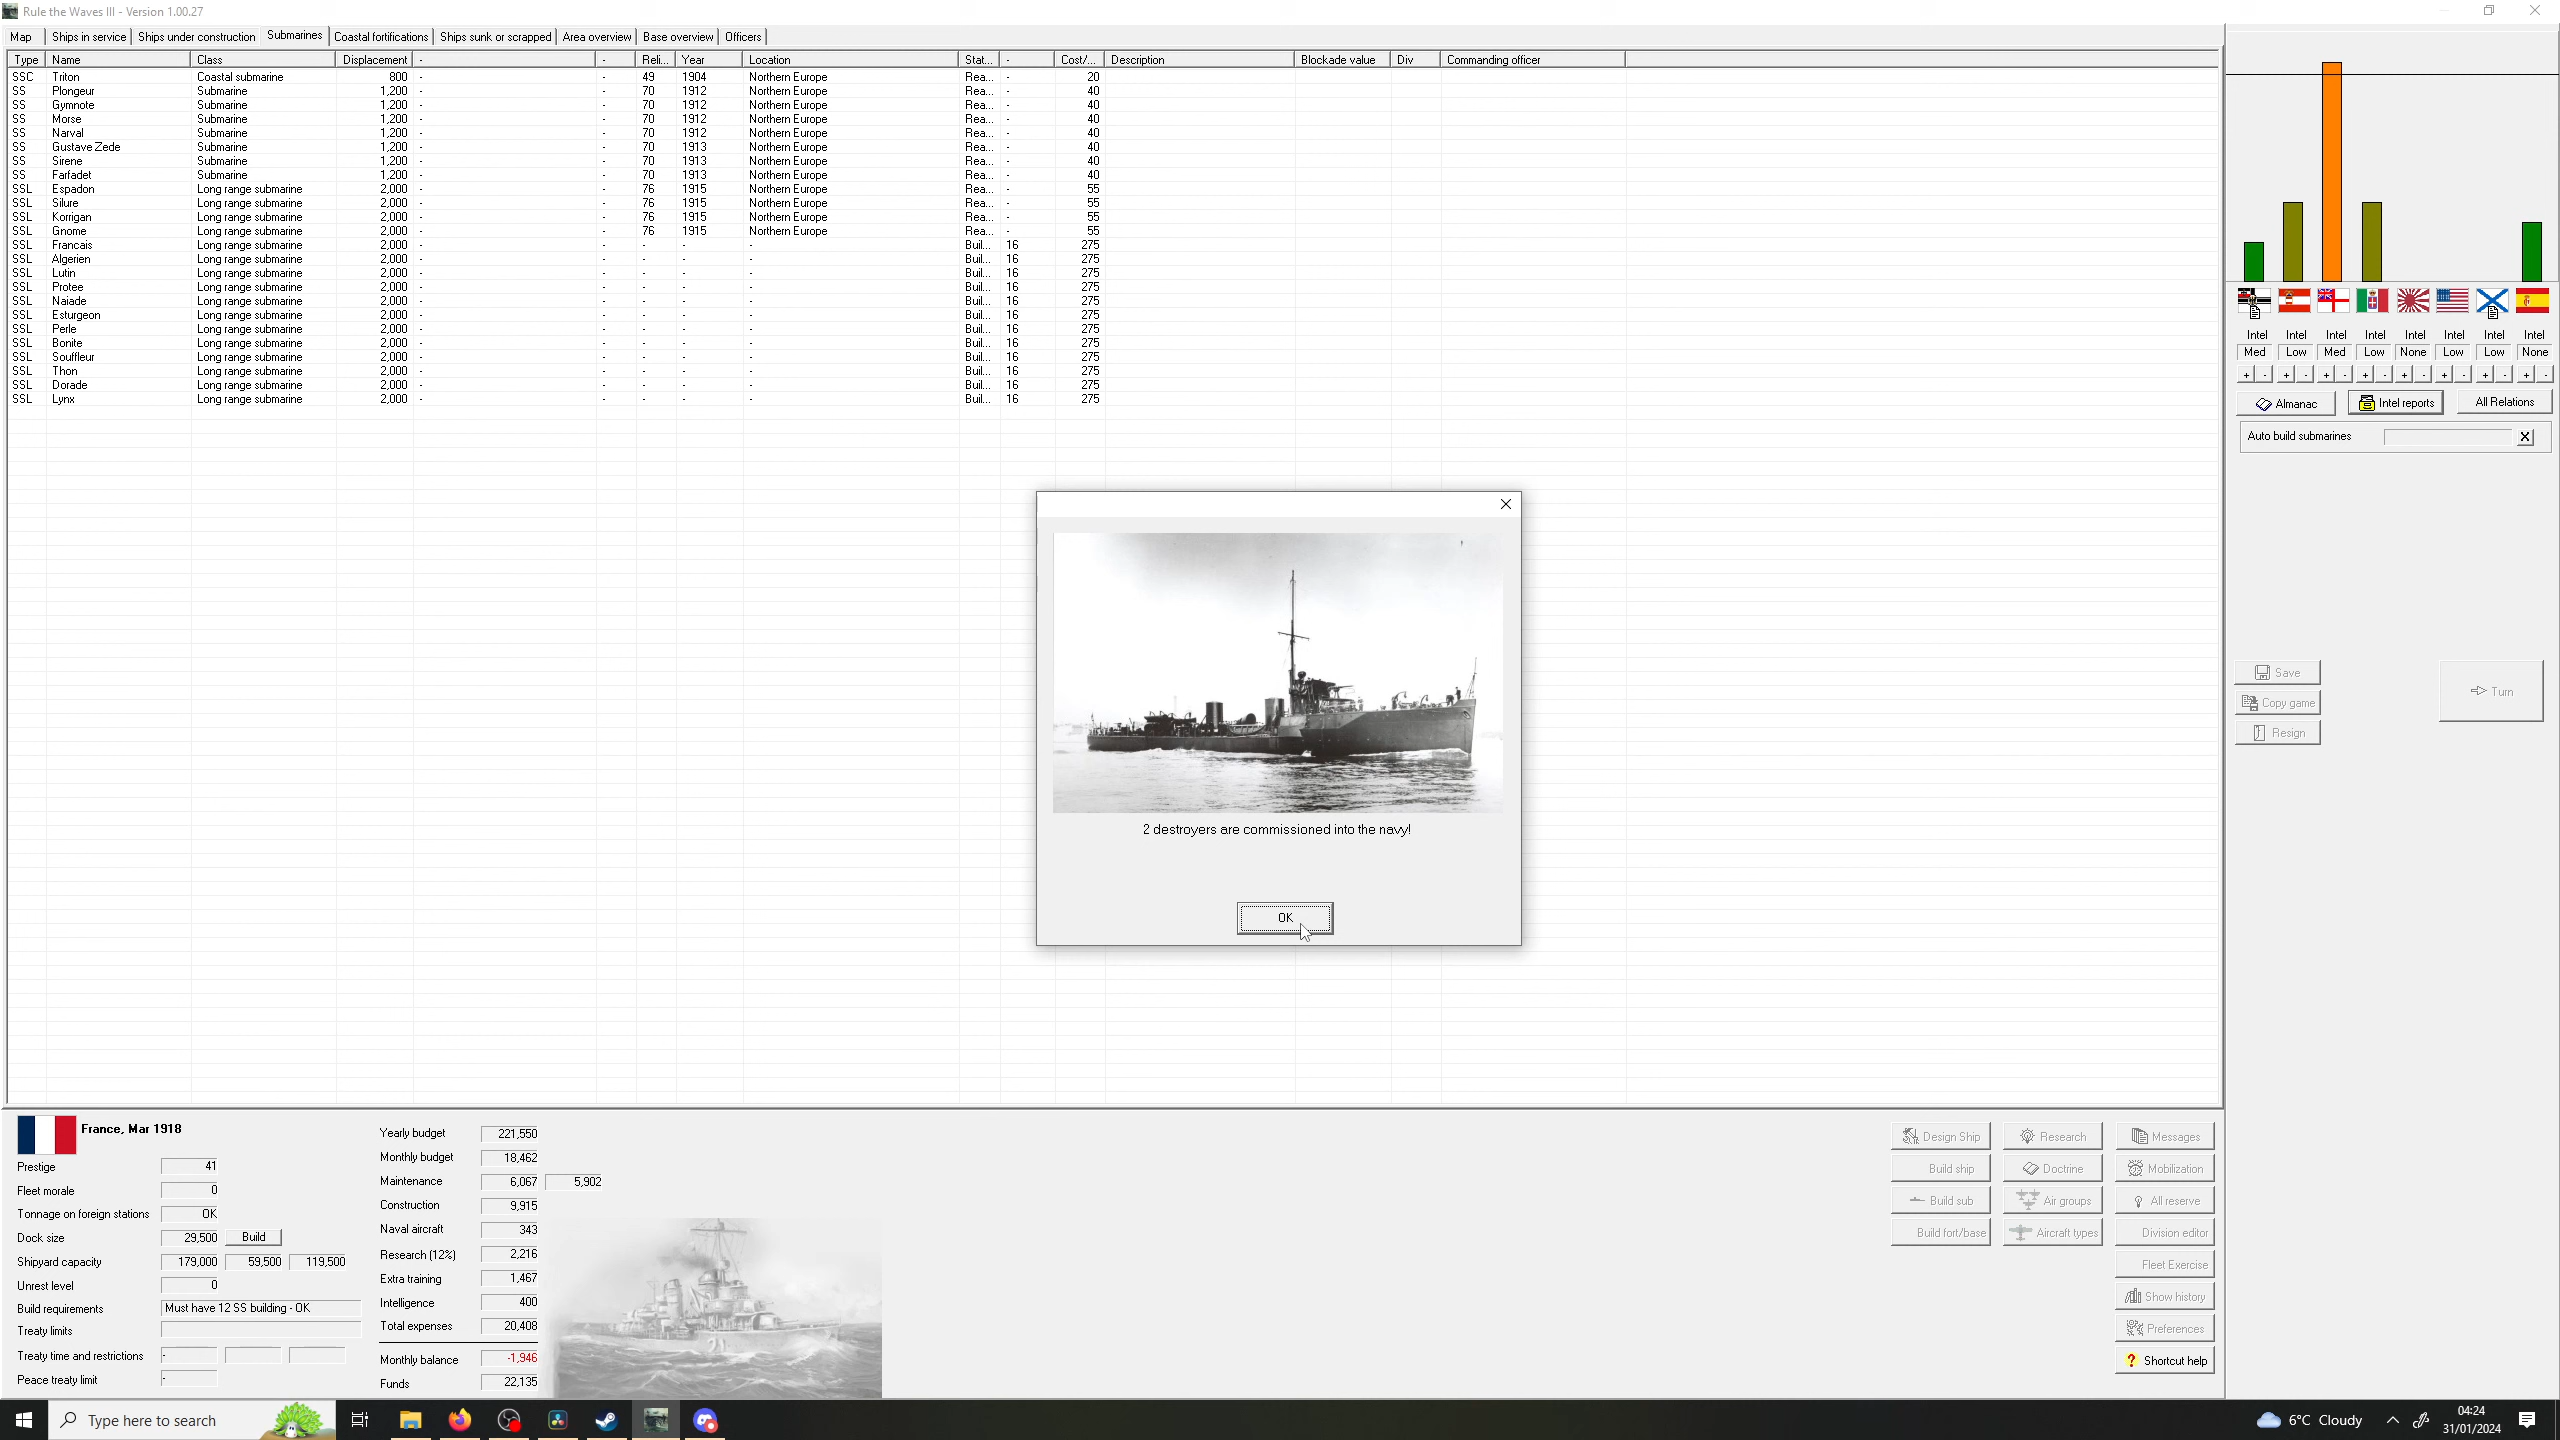 Rule the Waves III - Version 1.00.27
Map Ships in service Ships under construction Submarines Coastal fortifications Ships sunk or scrapped Area overview Base overview Officers
Type Name Class Displacement - - Reli... Year Location Stat... - Cost/... Description Blockade value Div Commanding officer
SSC Triton Coastal submarine 800 - - 49 1904 Northern Europe Rea... - 20
SS Plongeur Submarine 1,200 - - 70 1912 Northern Europe Rea... - 40
SS Gymnote Submarine 1,200 - - 70 1912 Northern Europe Rea... - 40
SS Morse Submarine 1,200 - - 70 1912 Northern Europe Rea... - 40
SS Narval Submarine 1,200 - - 70 1912 Northern Europe Rea... - 40
SS Gustave Zede Submarine 1,200 - - 70 1913 Northern Europe Rea... - 40
SS Sirene Submarine 1,200 - - 70 1913 Northern Europe Rea... - 40
SS Farfadet Submarine 1,200 - - 70 1913 Northern Europe Rea... - 40
SSL Espadon Long range submarine 2,000 - - 76 1915 Northern Europe Rea... - 55
SSL Silure Long range submarine 2,000 - - 76 1915 Northern Europe Rea... - 55
SSL Korrigan Long range submarine 2,000 - - 76 1915 Northern Europe Rea... - 55
SSL Gnome Long range submarine 2,000 - - 76 1915 Northern Europe Rea... - 55
SSL Francais Long range submarine 2,000 - - - - - Buil... 16 275
SSL Algerien Long range submarine 2,000 - - - - - Buil... 16 275
SSL Lutin Long range submarine 2,000 - - - - - Buil... 16 275
SSL Protee Long range submarine 2,000 - - - - - Buil... 16 275
SSL Naiade Long range submarine 2,000 - - - - - Buil... 16 275
SSL Esturgeon Long range submarine 2,000 - - - - - Buil... 16 275
SSL Perle Long range submarine 2,000 - - - - - Buil... 16 275
SSL Bonite Long range submarine 2,000 - - - - - Buil... 16 275
SSL Souffleur Long range submarine 2,000 - - - - - Buil... 16 275
SSL Thon Long range submarine 2,000 - - - - - Buil... 16 275
SSL Dorade Long range submarine 2,000 - - - - - Buil... 16 275
SSL Lynx Long range submarine 2,000 - - - - - Buil... 16 275
Intel Intel Intel Intel Intel Intel Intel Intel
Med Low Med Low None Low Low None
+ - + - + - + - + - + - + - + -
Almanac Intel reports All Relations
Auto build submarines X
2 destroyers are commissioned into the navy!
OK
Save
Copy game
Resign
Turn
France, Mar 1918
Prestige 41
Fleet morale 0
Tonnage on foreign stations OK
Dock size 29,500 Build
Shipyard capacity 179,000 59,500 119,500
Unrest level 0
Build requirements Must have 12 SS building - OK
Treaty limits
Treaty time and restrictions -
Peace treaty limit -
Yearly budget 221,550
Monthly budget 18,462
Maintenance 6,067 5,902
Construction 9,915
Naval aircraft 343
Research (12%) 2,216
Extra training 1,467
Intelligence 400
Total expenses 20,408
Monthly balance -1,946
Funds 22,135
Design Ship Research Messages
Build ship Doctrine Mobilization
Build sub Air groups All reserve
Build fort/base Aircraft types Division editor
Fleet Exercise
Show history
Preferences
? Shortcut help
Type here to search
6°C Cloudy
04:24
31/01/2024